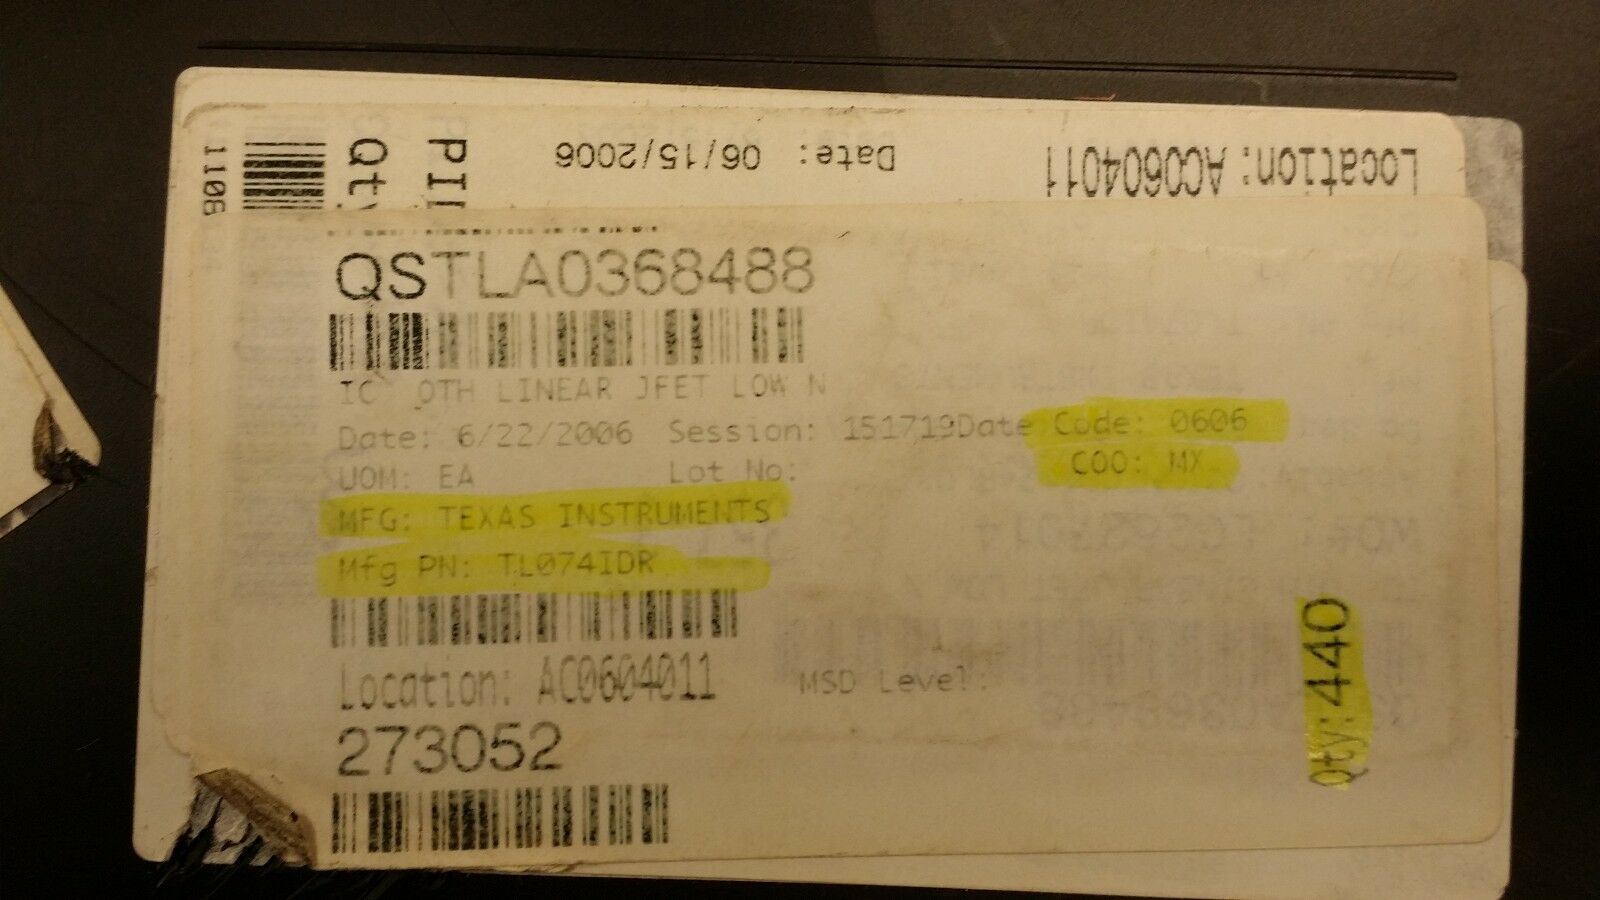 Location: AC0604011
Date: 06/15/2006
Qty
QSTLA0368488
IC OTH LINEAR JFET LOW N
Date: 6/22/2006 Session: 151719Date Code: 0606
UOM: EA Lot No: COO: MX
MFG: TEXAS INSTRUMENTS
Mfg PN: TL074IDR
Location: AC0604011 MSD Level:
273052
Qty:440